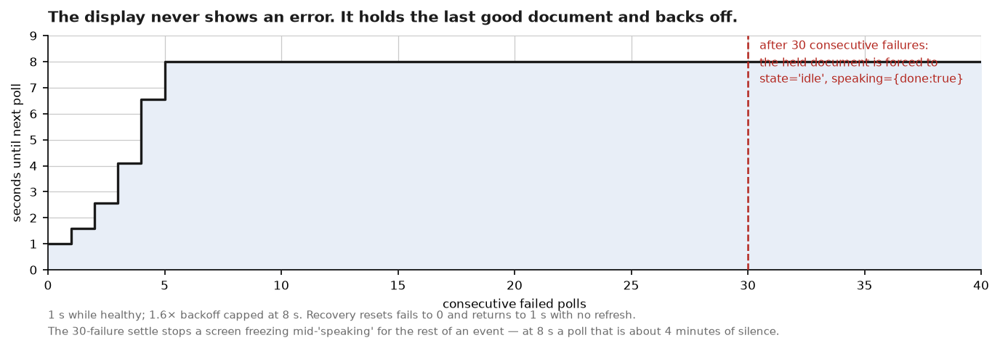 The display never shows an error. It holds the last good document and backs off.
9
8
7
6
5
4
3
2
1
0
seconds until next poll
after 30 consecutive failures:
the held document is forced to
state='idle', speaking={done:true}
0 5 10 15 20 25 30 35 40
consecutive failed polls
1 s while healthy; 1.6× backoff capped at 8 s. Recovery resets fails to 0 and returns to 1 s with no refresh.
The 30-failure settle stops a screen freezing mid-'speaking' for the rest of an event — at 8 s a poll that is about 4 minutes of silence.